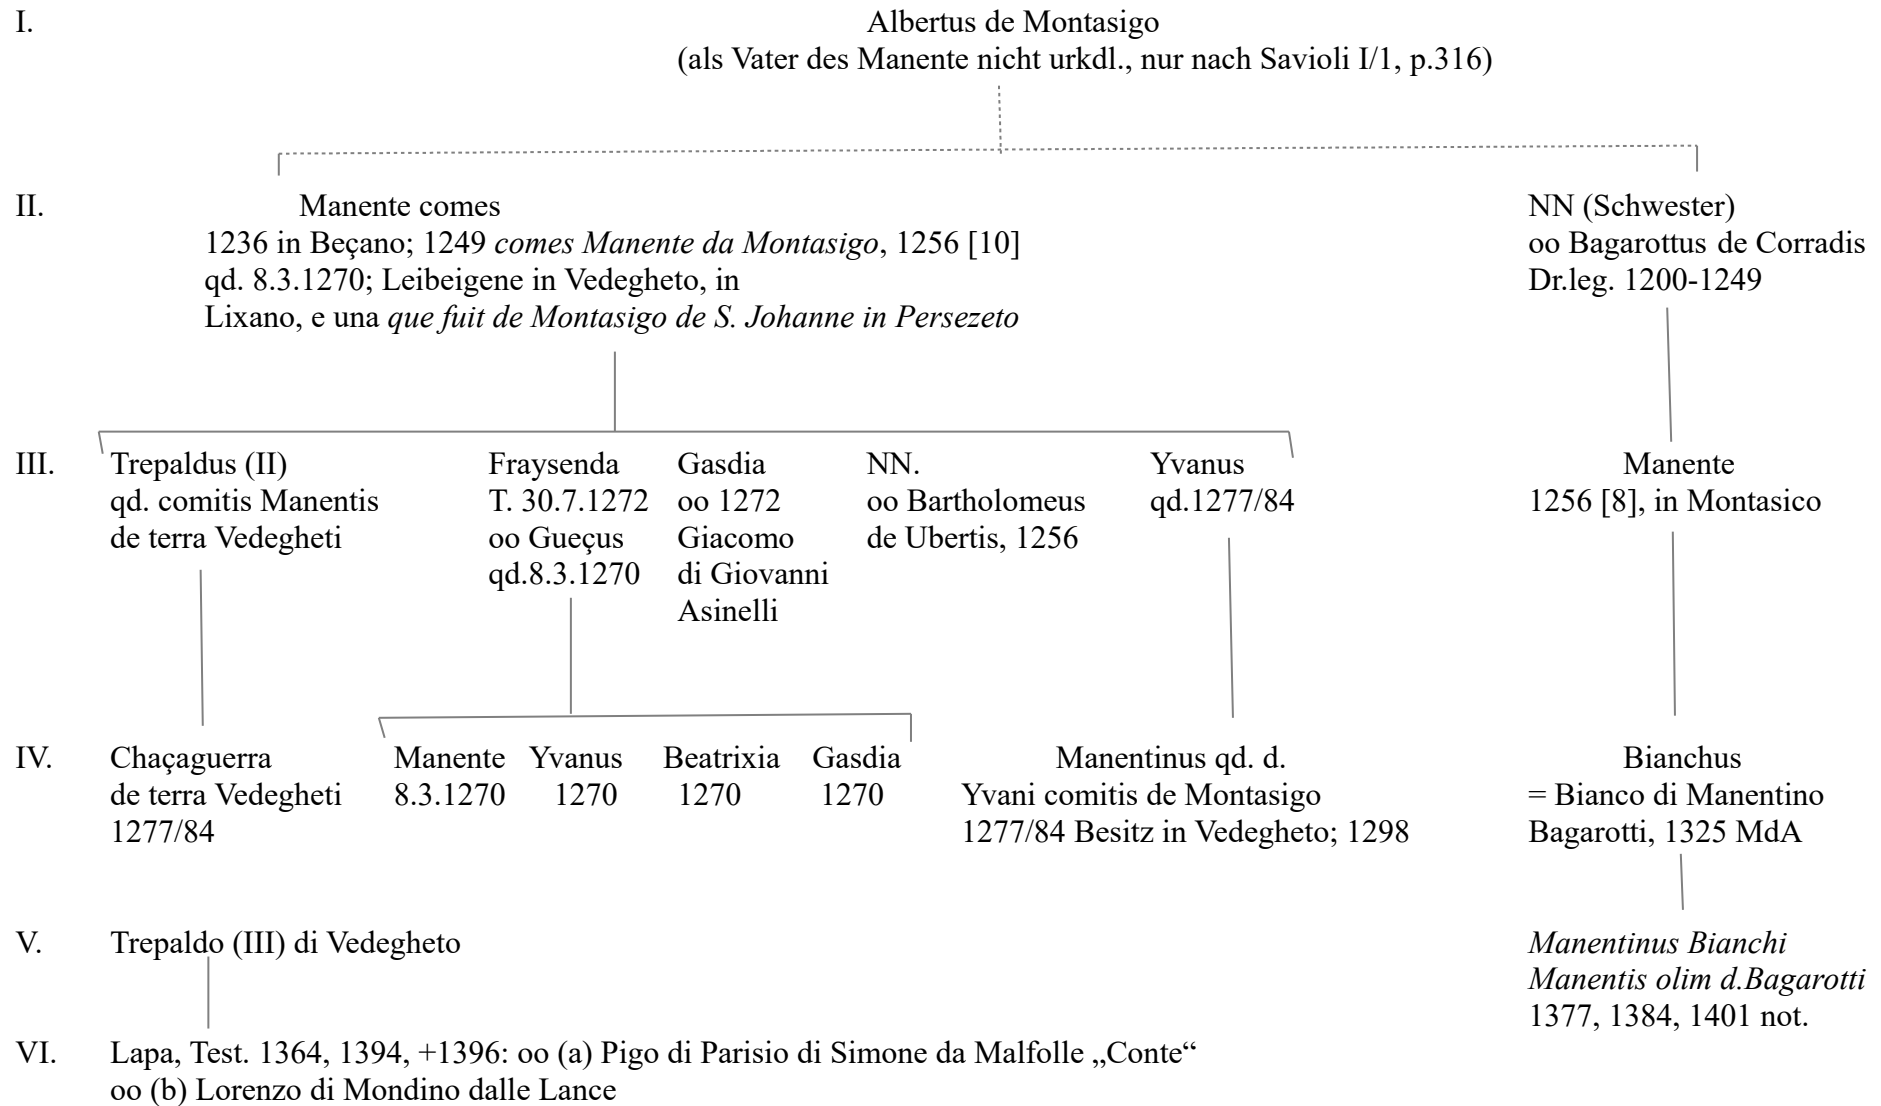 I. Albertus de Montasigo
(als Vater des Manente nicht urkdl., nur nach Savioli I/1, p.316)
II. Manente comes NN (Schwester)
1236 in Beçano; 1249 comes Manente da Montasigo, 1256 [10] oo Bagarottus de Corradis
qd. 8.3.1270; Leibeigene in Vedegheto, in Dr.leg. 1200-1249
Lixano, e una que fuit de Montasigo de S. Johanne in Persezeto
III. Trepaldus (II) Fraysenda Gasdia NN. Yvanus Manente
qd. comitis Manentis T. 30.7.1272 oo 1272 oo Bartholomeus qd.1277/84 1256 [8], in Montasico
de terra Vedegheti oo Gueçus Giacomo de Ubertis, 1256
qd.8.3.1270 di Giovanni
Asinelli
IV. Chaçaguerra Manente Yvanus Beatrixia Gasdia Manentinus qd. d. Bianchus
de terra Vedegheti 8.3.1270 1270 1270 1270 Yvani comitis de Montasigo = Bianco di Manentino
1277/84 1277/84 Besitz in Vedegheto; 1298 Bagarotti, 1325 MdA
V. Trepaldo (III) di Vedegheto Manentinus Bianchi
Manentis olim d.Bagarotti
1377, 1384, 1401 not.
VI. Lapa, Test. 1364, 1394, +1396: oo (a) Pigo di Parisio di Simone da Malfolle „Conte“
oo (b) Lorenzo di Mondino dalle Lance